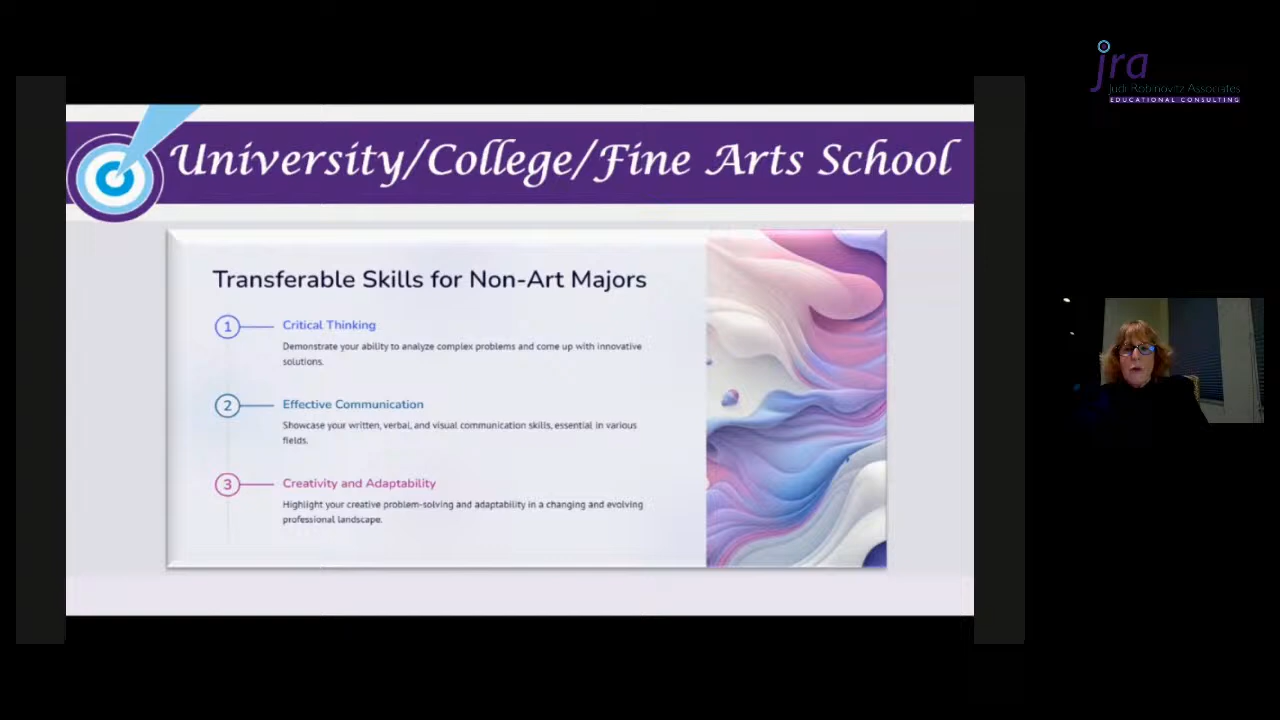 University/College/Fine Arts School
Transferable Skills for Non-Art Majors
1
Critical Thinking
Demonstrate your ability to analyze complex problems and come up with innovative
solutions.
2
Effective Communication
Showcase your written, verbal, and visual communication skills, essential in various
fields.
3
Creativity and Adaptability
Highlight your creative problem-solving and adaptability in a changing and evolving
professional landscape.
jra
Judi Robinovitz Associates
EDUCATIONAL CONSULTING